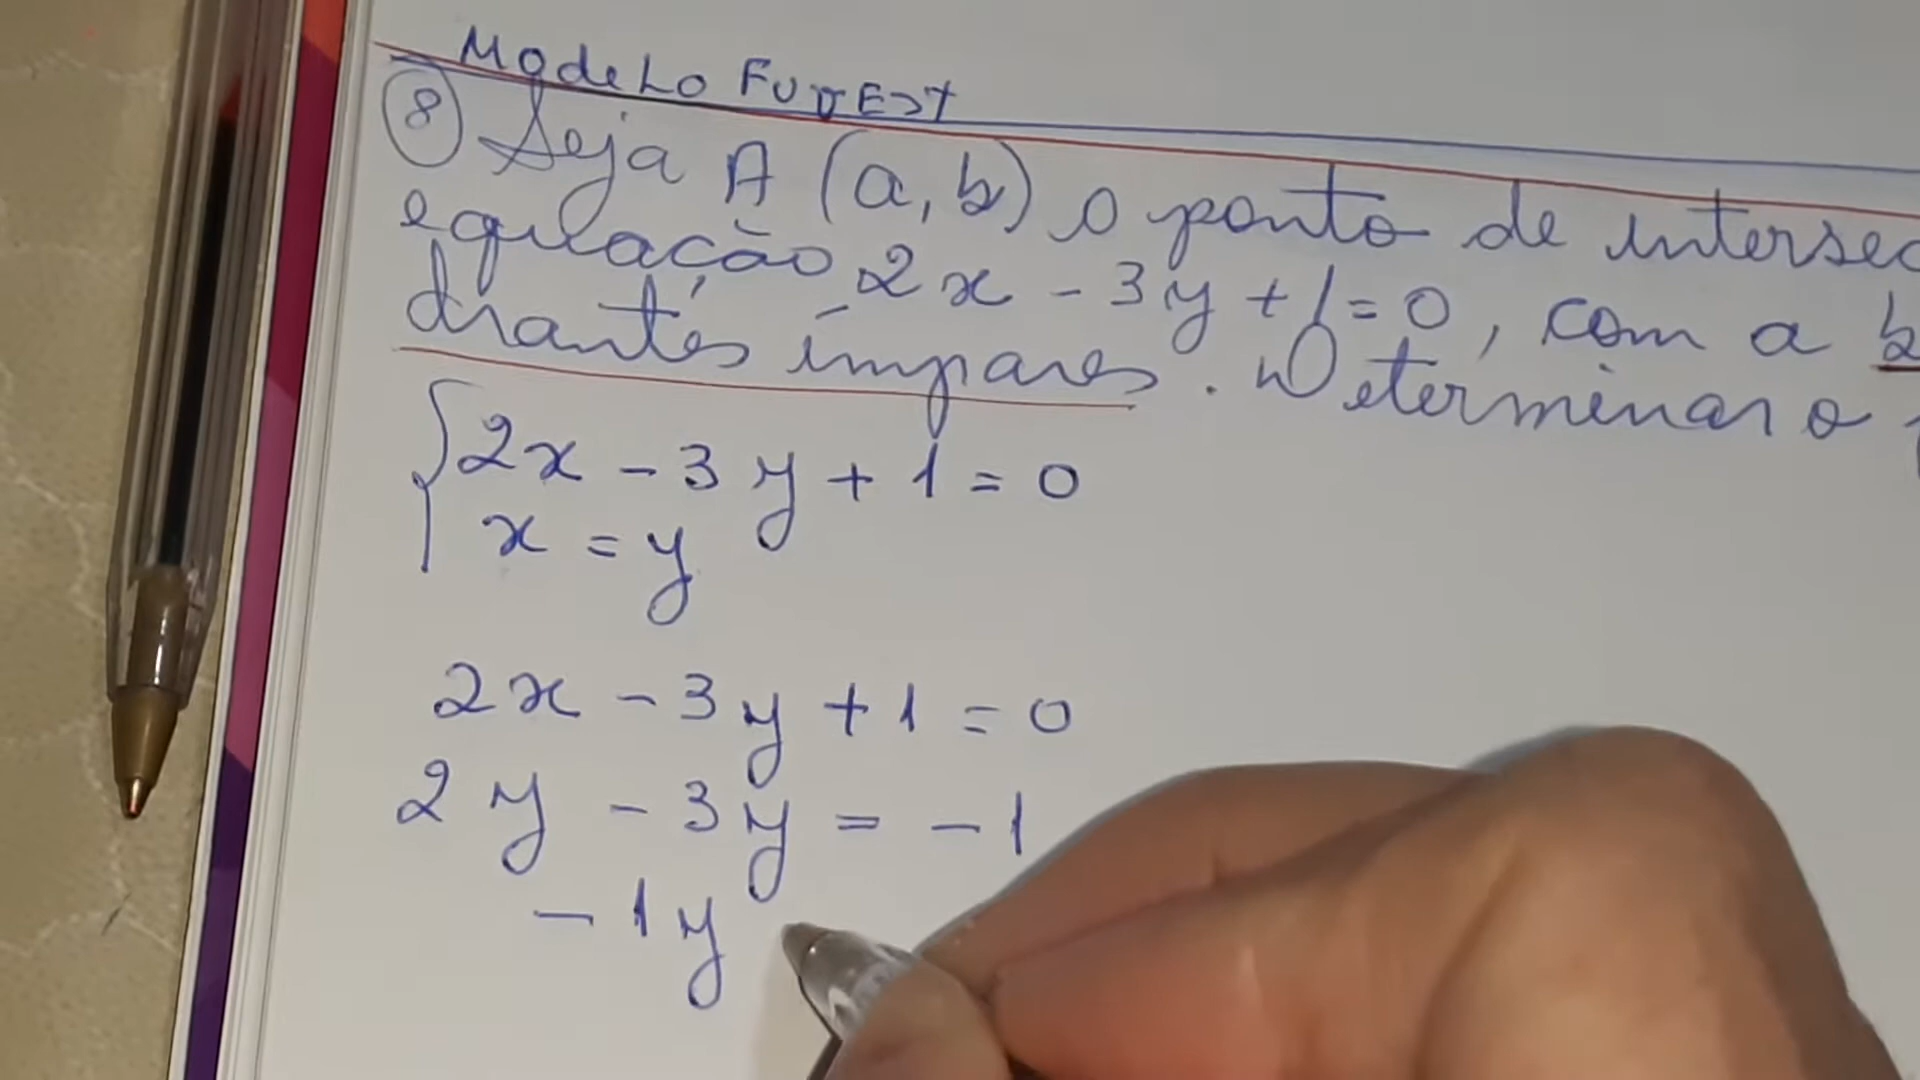 MODELO FUVEST
8 Seja A (a, b) o ponto de intersec
equação 2x - 3y + 1 = 0, com a b
drantes ímpares. Determinar o
2x - 3y + 1 = 0
x = y
2x - 3y + 1 = 0
2y - 3y = -1
-1y